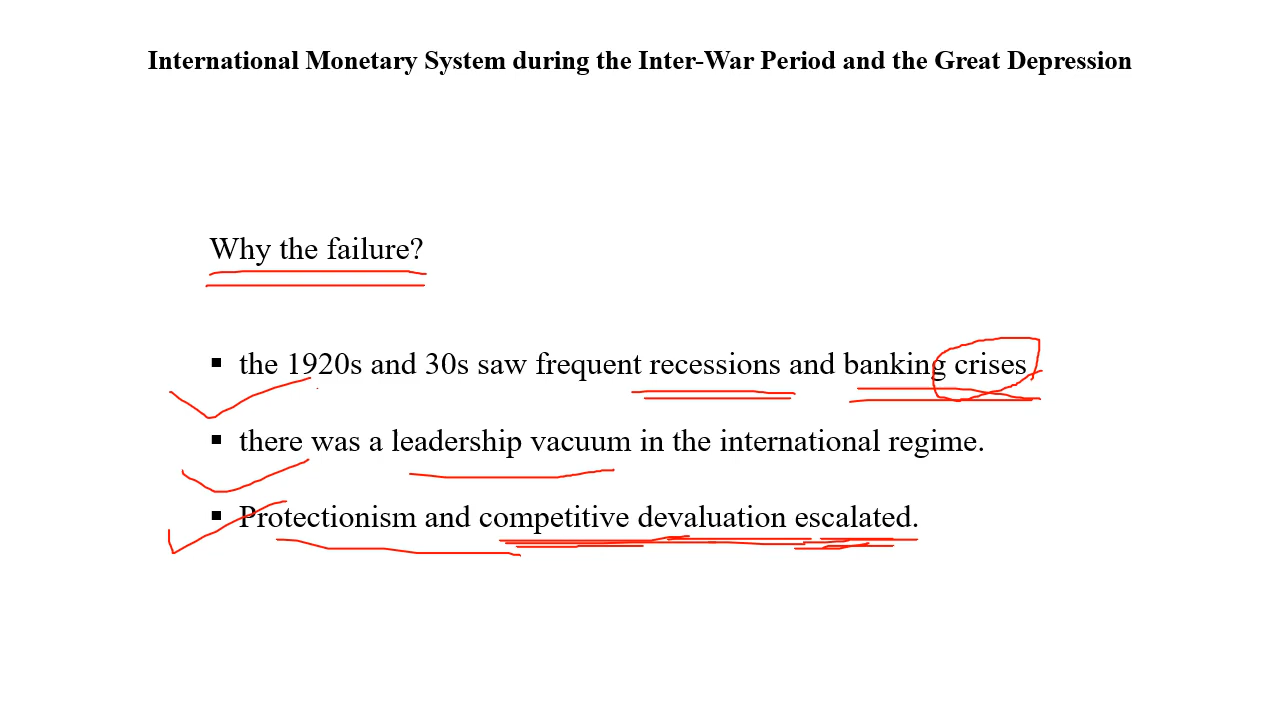 International Monetary System during the Inter-War Period and the Great Depression
Why the failure?
▪ the 1920s and 30s saw frequent recessions and banking crises
▪ there was a leadership vacuum in the international regime.
▪ Protectionism and competitive devaluation escalated.